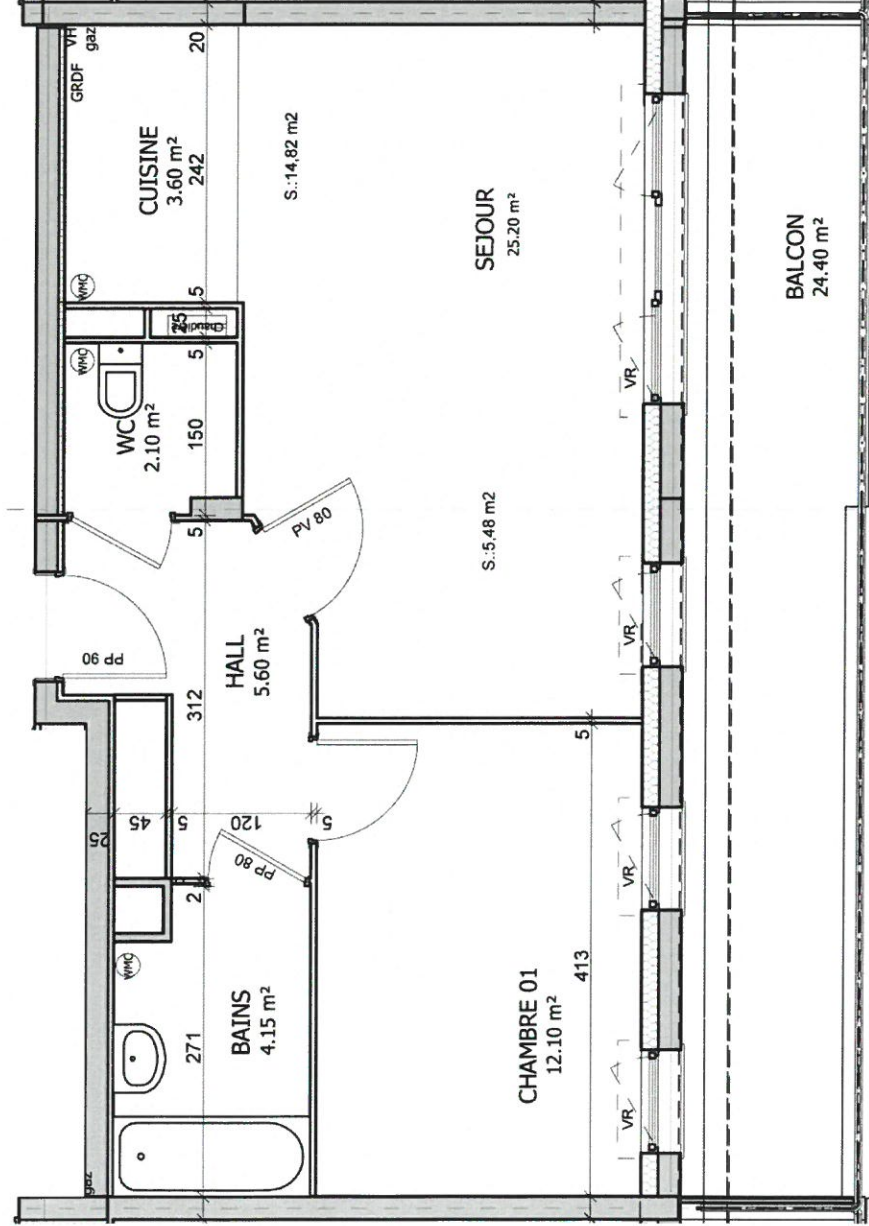 gaz
BAINS
4.15 m²
271
WMC
2
PP 80
25
45
5
120
5
312
HALL
5.60 m²
PP 90
5
WC
2.10 m²
150
WMC
5
25
5
WMC
CUISINE
3.60 m²
242
20
GRDF
VH
gaz
CHAMBRE 01
12.10 m²
413
5
PV 80
S.:5,48 m2
SEJOUR
25.20 m²
S.:14,82 m2
VR
VR
VR
VR
BALCON
24.40 m²